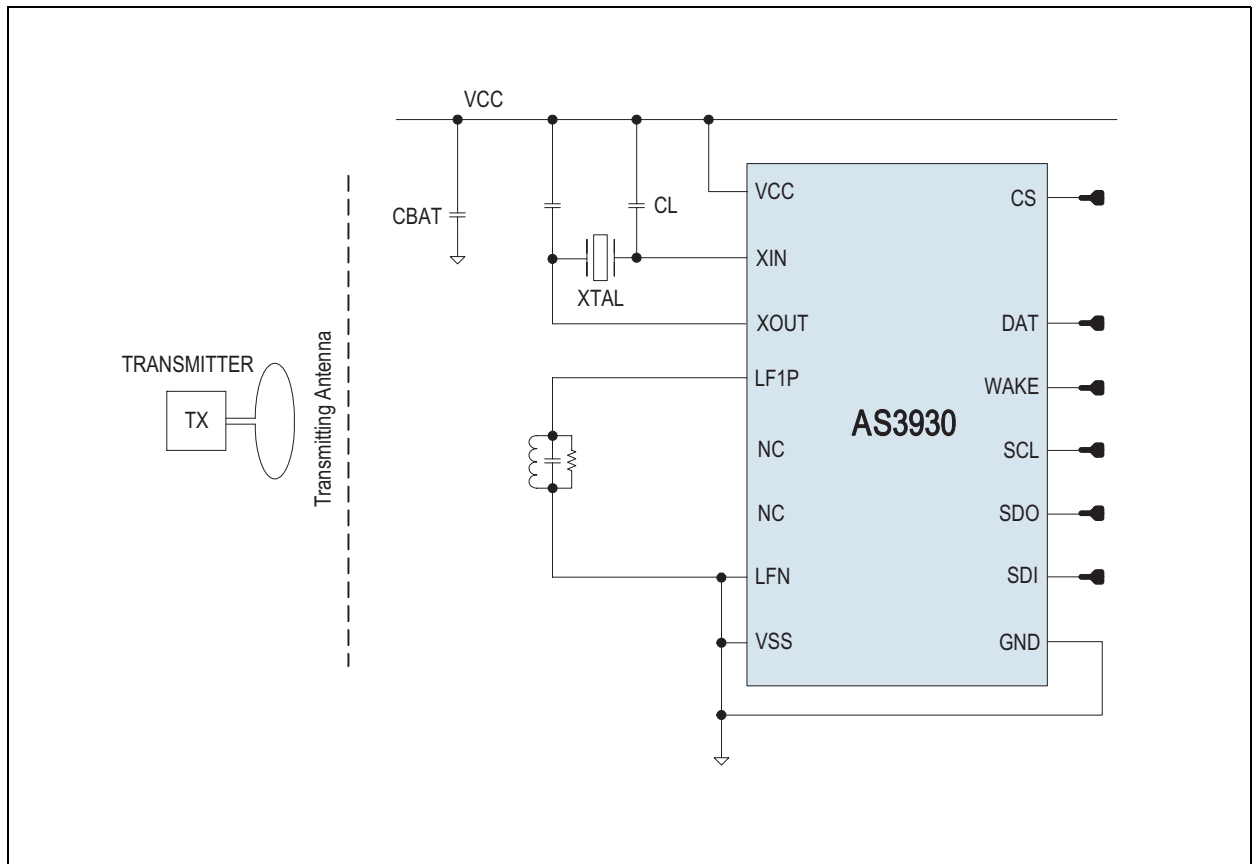 VCC
CBAT
CL
XTAL
TRANSMITTER
TX
Transmitting Antenna
VCC
XIN
XOUT
LF1P
NC
NC
LFN
VSS
AS3930
CS
DAT
WAKE
SCL
SDO
SDI
GND